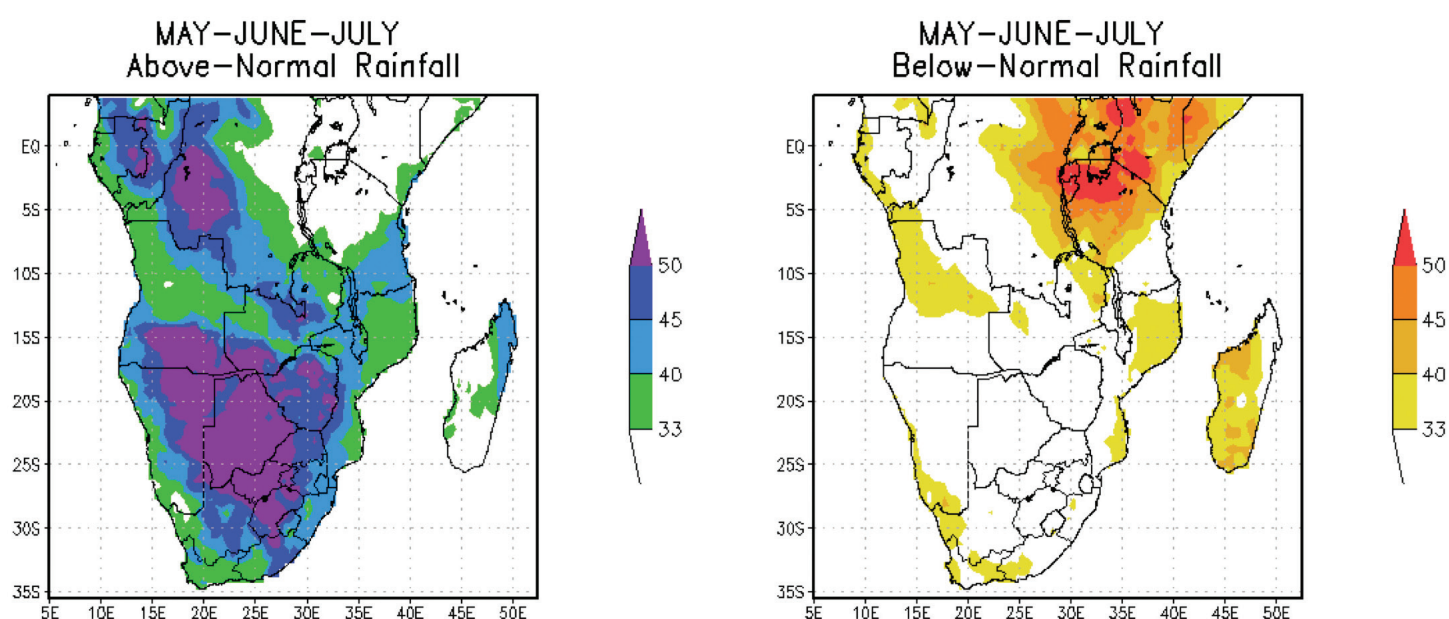 MAY-JUNE-JULY
Above-Normal Rainfall
EQ
5S
10S
15S
20S
25S
30S
35S
5E 10E 15E 20E 25E 30E 35E 40E 45E 50E
50
45
40
33
MAY-JUNE-JULY
Below-Normal Rainfall
EQ
5S
10S
15S
20S
25S
30S
35S
5E 10E 15E 20E 25E 30E 35E 40E 45E 50E
50
45
40
33